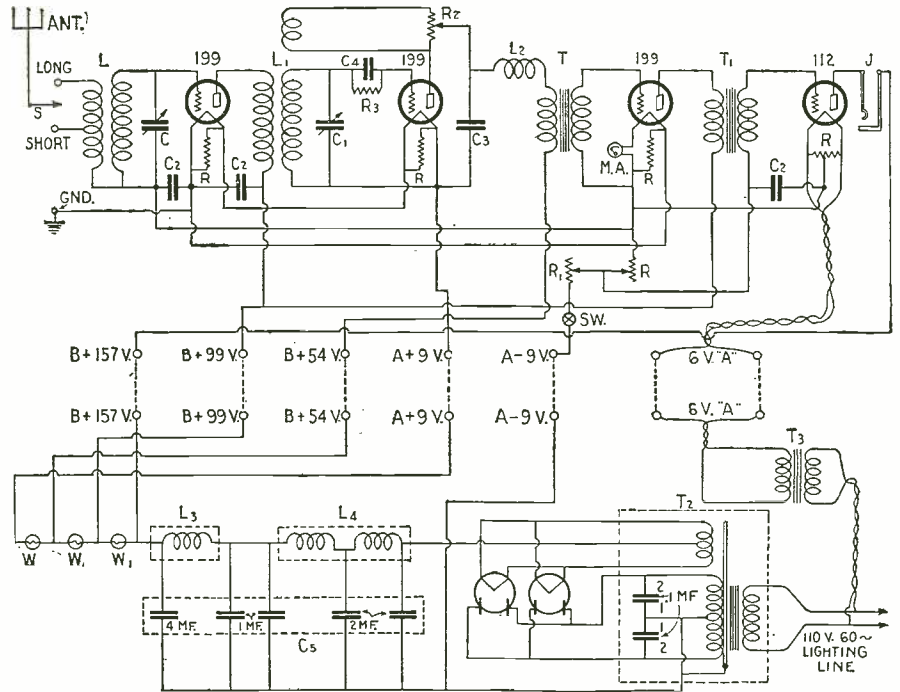 ANT.
L
199
L1
R2
C4
199
L2
T
199
T1
112
J
LONG
S
SHORT
R3
C
C1
C3
M.A.
R
C2
R
C2
R
R
C2
GND.
R1
R
SW.
B+157 V.
B+99 V.
B+54 V.
A+9 V.
A-9 V.
6 V. "A"
B+157 V.
B+99 V.
B+54 V.
A+9 V.
A-9 V.
6 V. "A"
T3
L3
L4
T2
W
W1
W1
4 MF.
1 MF.
2 MF.
C5
2
.1 MF
1
1
2
110 V. 60~
LIGHTING
LINE